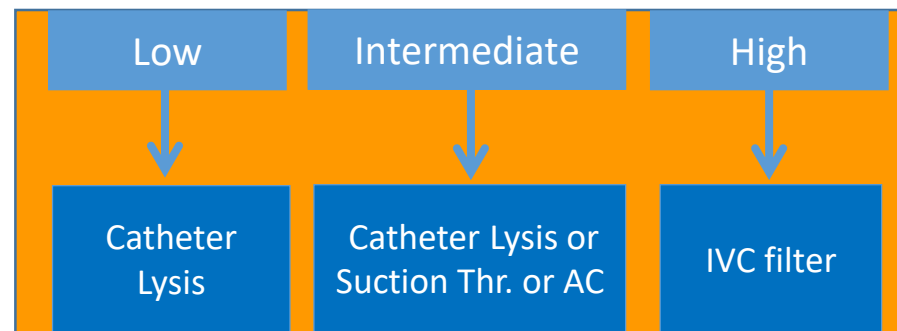 Low
Intermediate
High
Catheter
Lysis
Catheter Lysis or
Suction Thr. or AC
IVC filter